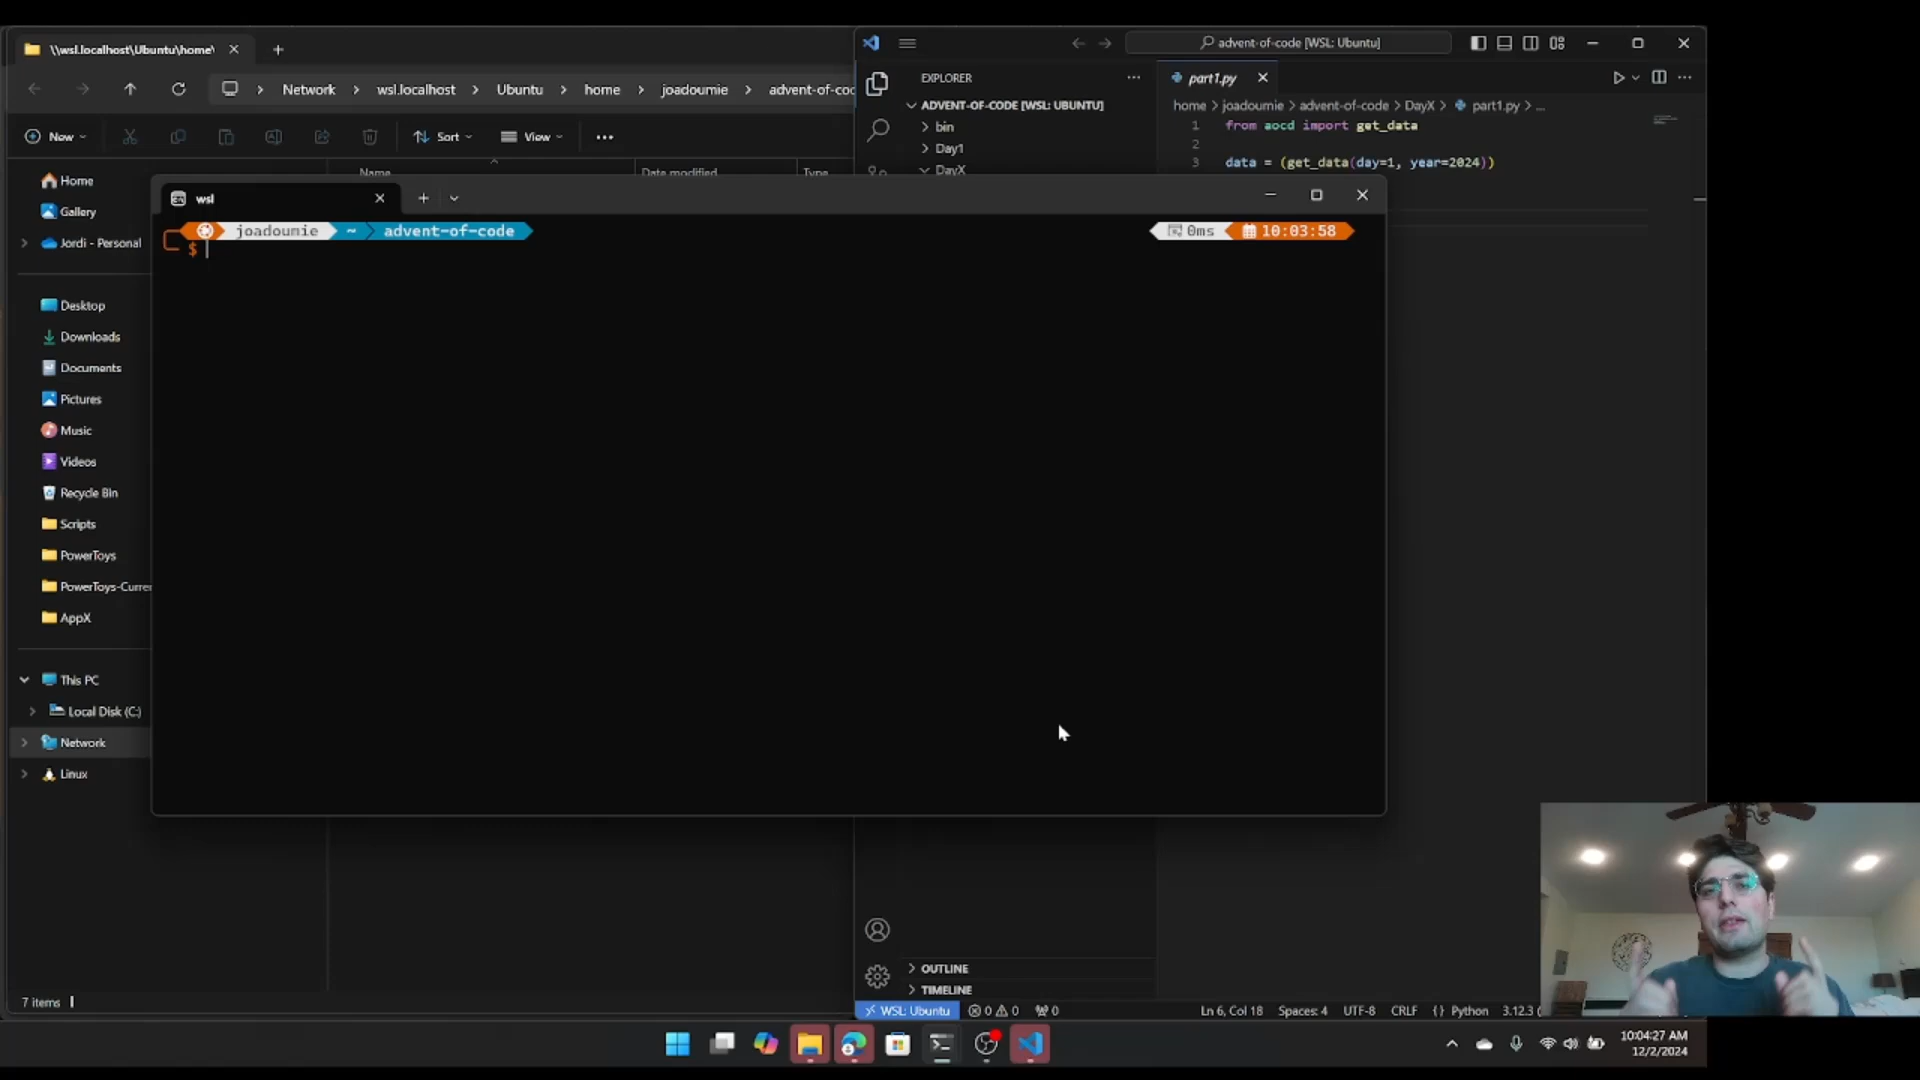 \\wsl.localhost\Ubuntu\home\
Network > wsl.localhost > Ubuntu > home > joadoumie > advent-of-coc
New
Sort
View
Name
Date modified
Type
Home
Gallery
Jordi - Personal
Desktop
Downloads
Documents
Pictures
Music
Videos
Recycle Bin
Scripts
PowerToys
PowerToys-Currer
AppX
This PC
Local Disk (C:)
Network
Linux
7 items
wsl
joadoumie ~ advent-of-code
0ms 10:03:58
$
advent-of-code [WSL: Ubuntu]
EXPLORER
ADVENT-OF-CODE [WSL: UBUNTU]
bin
Day1
DayX
OUTLINE
TIMELINE
part1.py
home > joadoumie > advent-of-code > DayX > part1.py > ...
1 from aocd import get_data
2
3 data = (get_data(day=1, year=2024))
WSL: Ubuntu
0 0 0
Ln 6, Col 18 Spaces: 4 UTF-8 CRLF {} Python 3.12.3 (
10:04:27 AM
12/2/2024